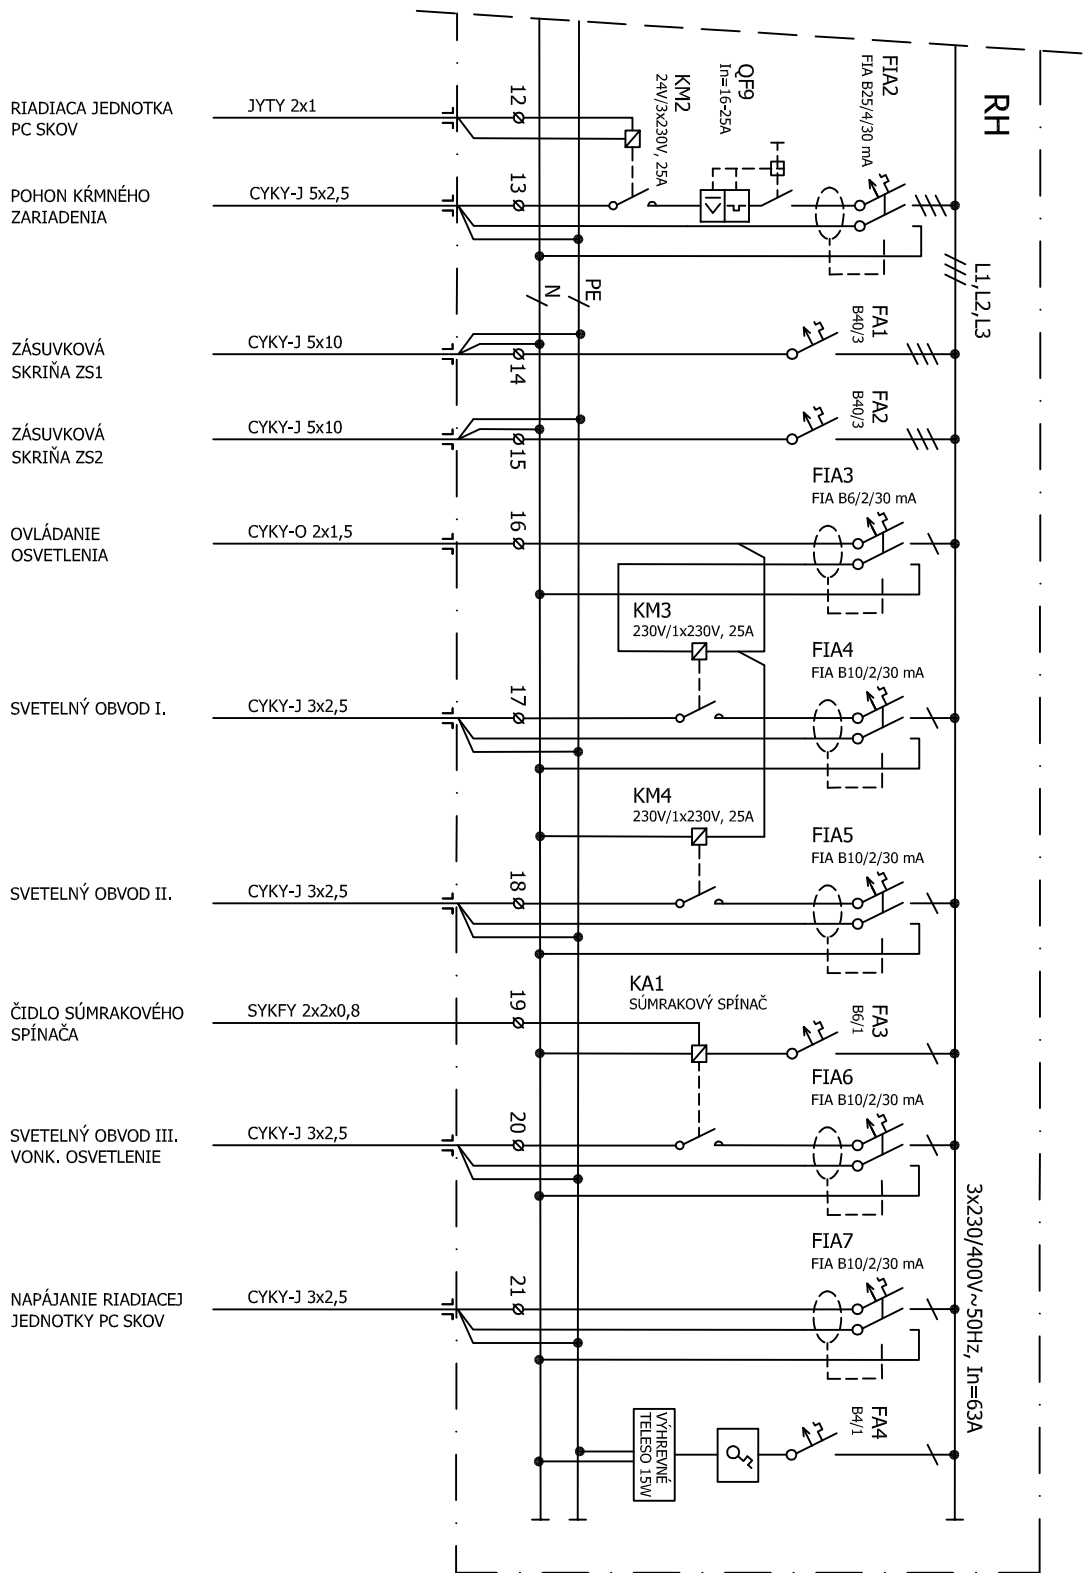 RH
FIA2
FIA B25/4/30 mA
QF9
In=16-25A
KM2
24V/3x230V, 25A
RIADIACA JEDNOTKA
PC SKOV
JYTY 2x1
12
POHON KŔMNÉHO
ZARIADENIA
CYKY-J 5x2,5
13
L1,L2,L3
N
PE
ZÁSUVKOVÁ
SKRIŇA ZS1
CYKY-J 5x10
14
FA1
B40/3
ZÁSUVKOVÁ
SKRIŇA ZS2
CYKY-J 5x10
15
FA2
B40/3
FIA3
FIA B6/2/30 mA
OVLÁDANIE
OSVETLENIA
CYKY-O 2x1,5
16
KM3
230V/1x230V, 25A
FIA4
FIA B10/2/30 mA
SVETELNÝ OBVOD I.
CYKY-J 3x2,5
17
KM4
230V/1x230V, 25A
FIA5
FIA B10/2/30 mA
SVETELNÝ OBVOD II.
CYKY-J 3x2,5
18
ČIDLO SÚMRAKOVÉHO
SPÍNAČA
SYKFY 2x2x0,8
19
KA1
SÚMRAKOVÝ SPÍNAČ
FA3
B6/1
FIA6
FIA B10/2/30 mA
SVETELNÝ OBVOD III.
VONK. OSVETLENIE
CYKY-J 3x2,5
20
3x230/400V~50Hz, In=63A
FIA7
FIA B10/2/30 mA
NAPÁJANIE RIADIACEJ
JEDNOTKY PC SKOV
CYKY-J 3x2,5
21
VÝHREVNÉ
TELESO 15W
FA4
B4/1